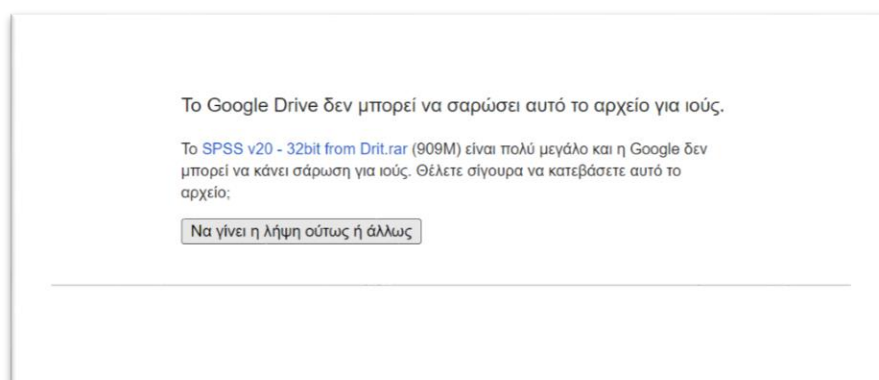 Το Google Drive δεν μπορεί να σαρώσει αυτό το αρχείο για ιούς.
Το SPSS v20 - 32bit from Drit.rar (909M) είναι πολύ μεγάλο και η Google δεν
μπορεί να κάνει σάρωση για ιούς. Θέλετε σίγουρα να κατεβάσετε αυτό το
αρχείο;
Να γίνει η λήψη ούτως ή άλλως